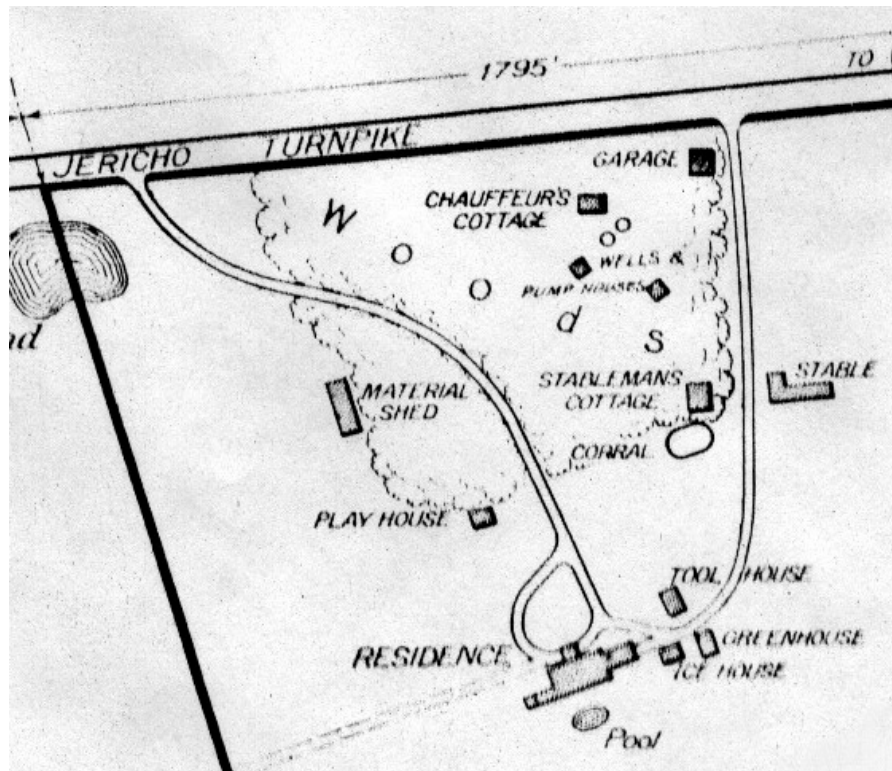 1795'
TO
JERICHO TURNPIKE
GARAGE
CHAUFFEUR'S
COTTAGE
W
O
O
d
s
WELLS &
PUMP HOUSES
STABLE
STABLEMANS
COTTAGE
MATERIAL
SHED
CORRAL
PLAY HOUSE
TOOL HOUSE
GREENHOUSE
RESIDENCE
ICE HOUSE
Pool